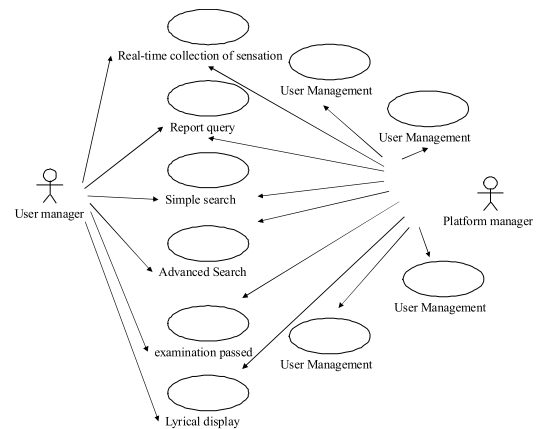 Real-time collection of sensation
User Management
Report query
User Management
Simple search
User manager
Platform manager
Advanced Search
User Management
examination passed
User Management
Lyrical display